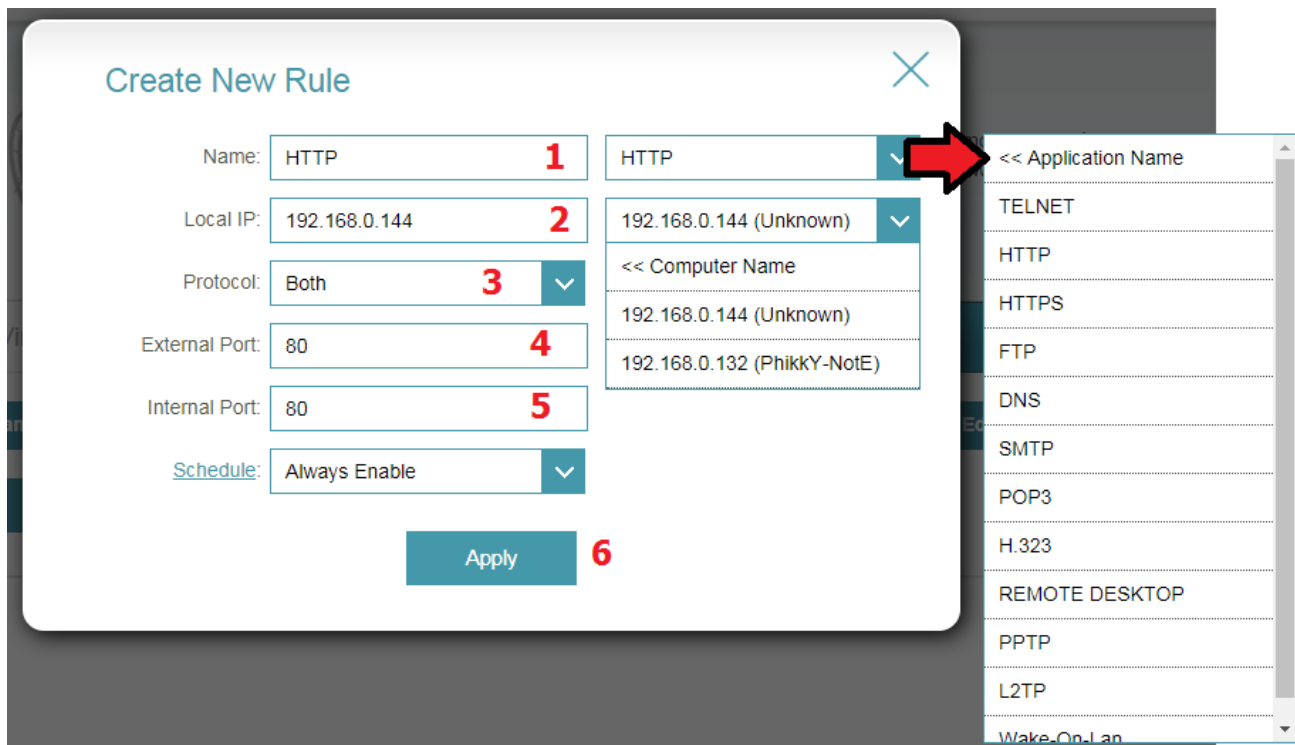 Create New Rule
Name: HTTP 1 HTTP
Local IP: 192.168.0.144 2 192.168.0.144 (Unknown)
<< Computer Name
192.168.0.144 (Unknown)
192.168.0.132 (PhikkY-NotE)
Protocol: Both 3
External Port: 80 4
Internal Port: 80 5
Schedule: Always Enable
Apply 6
<< Application Name
TELNET
HTTP
HTTPS
FTP
DNS
SMTP
POP3
H.323
REMOTE DESKTOP
PPTP
L2TP
Wake-On-Lan